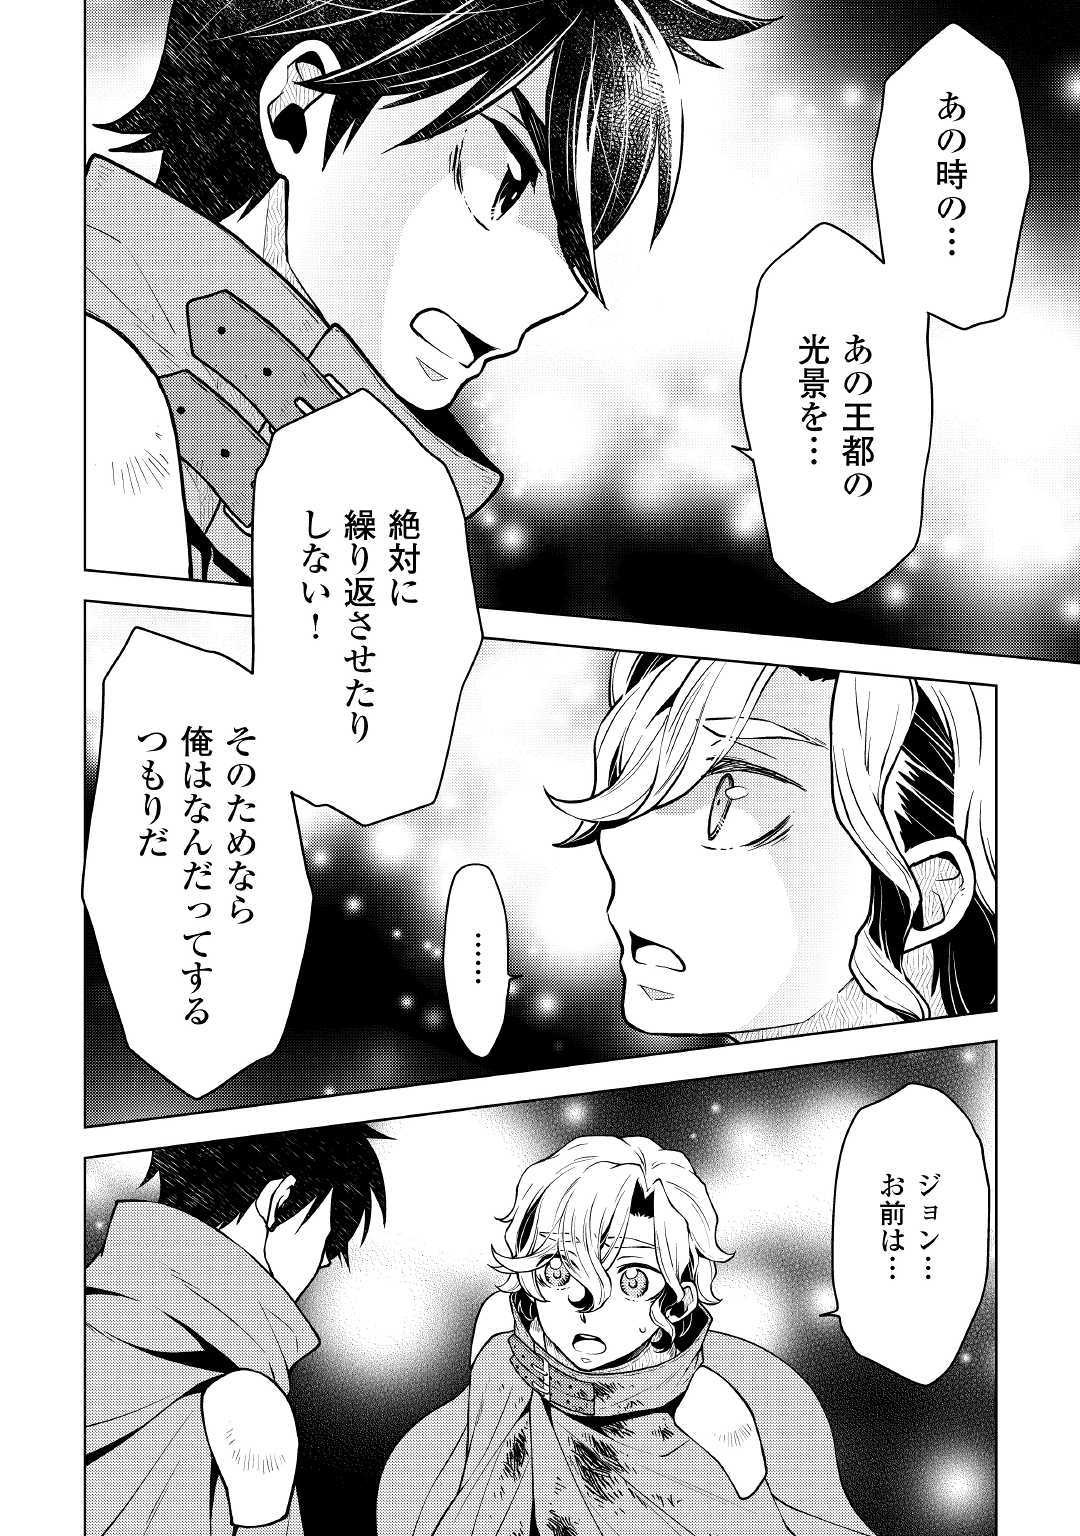 あの時の…
あの王都の
光景を…
絶対に
繰り返させたり
しない！
そのためなら
俺はなんだってする
つもりだ
……
ジョン…
お前は…